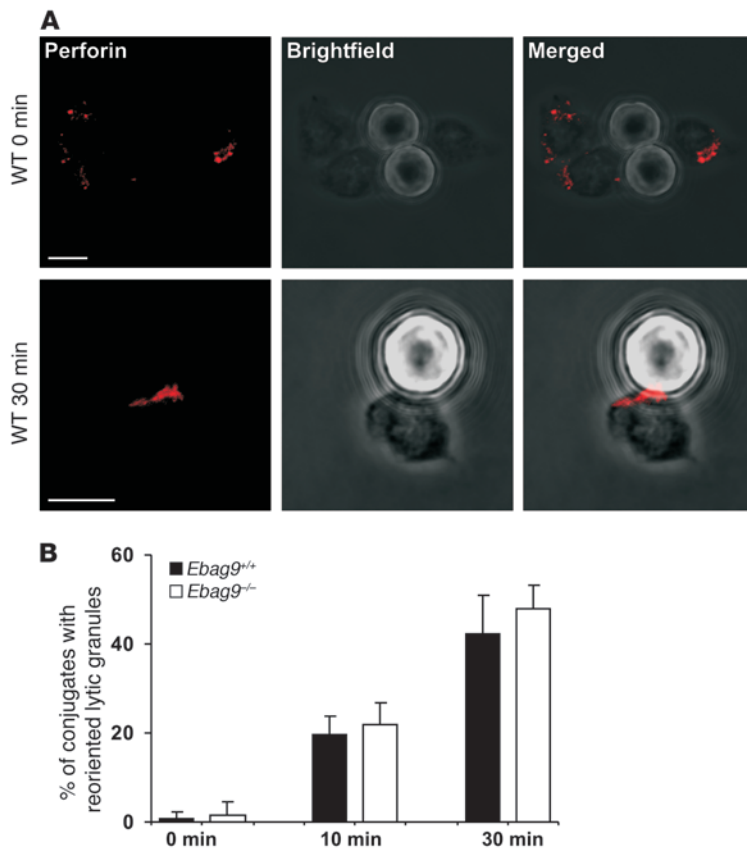 A
Perforin
Brightfield
Merged
WT 0 min
WT 30 min
B
60
40
20
0
% of conjugates with
reoriented lytic granules
Ebag9+/+
Ebag9–/–
0 min
10 min
30 min